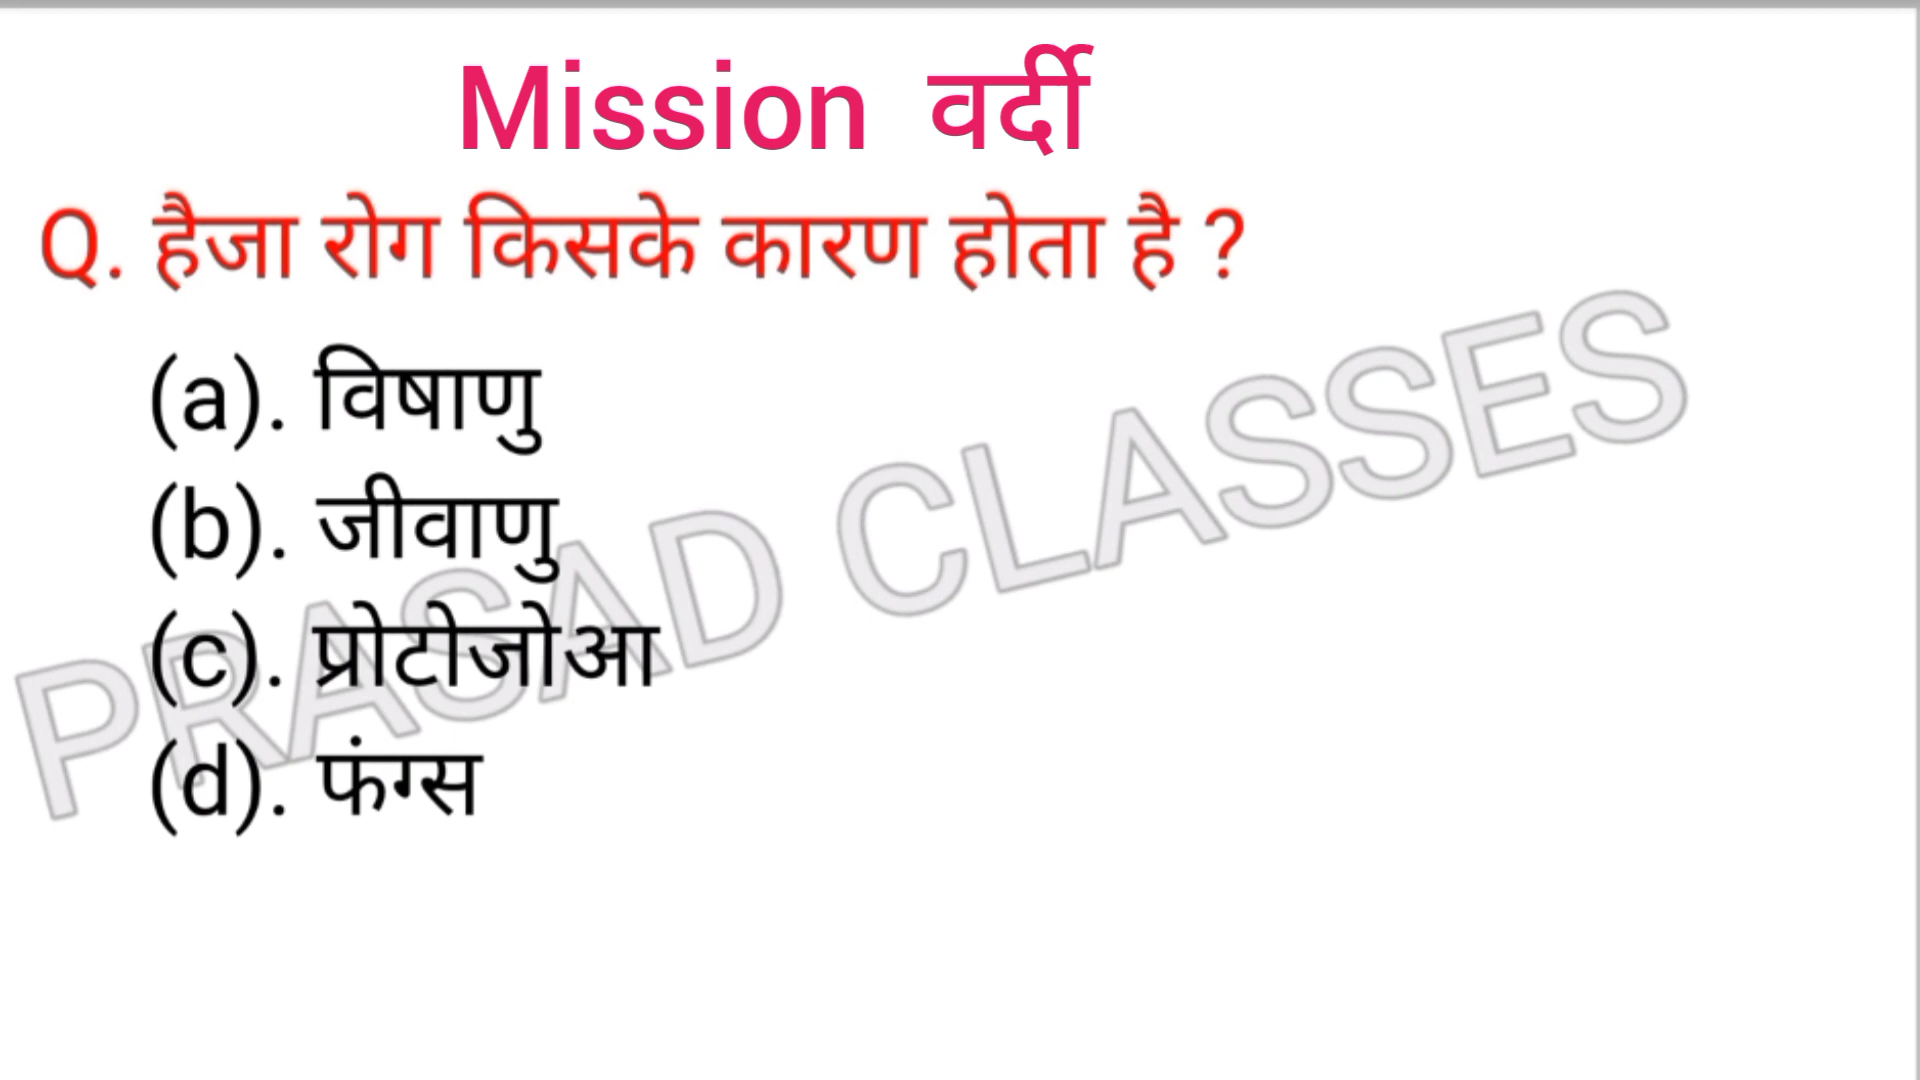 Mission वर्दी
Q. हैजा रोग किसके कारण होता है ?
(a). विषाणु
(b). जीवाणु
(c). प्रोटोजोआ
(d). फंग्स
PRASAD CLASSES